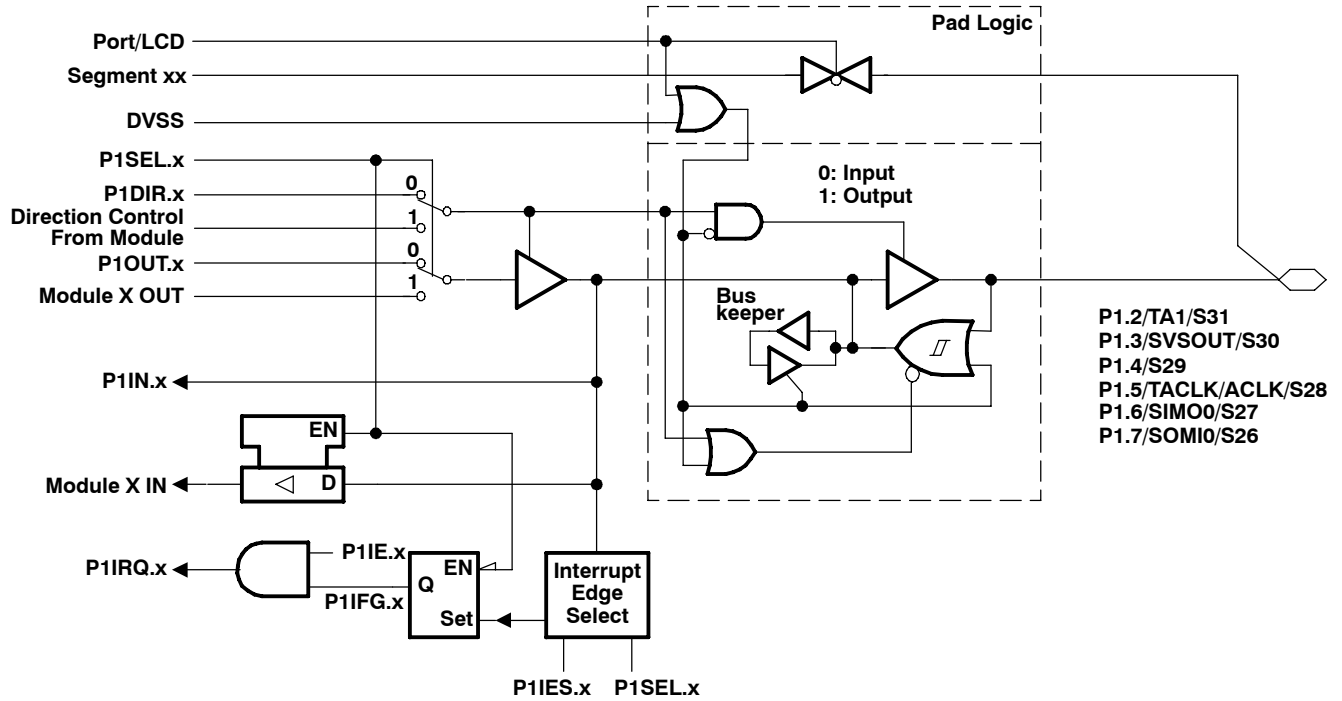 Pad Logic
Port/LCD
Segment xx
DVSS
P1SEL.x
P1DIR.x
Direction Control
From Module
P1OUT.x
Module X OUT
0
1
0
1
0: Input
1: Output
Bus
keeper
P1.2/TA1/S31
P1.3/SVSOUT/S30
P1.4/S29
P1.5/TACLK/ACLK/S28
P1.6/SIMO0/S27
P1.7/SOMI0/S26
P1IN.x
EN
Module X IN
D
P1IRQ.x
P1IE.x
P1IFG.x
EN
Q
Set
Interrupt
Edge
Select
P1IES.x
P1SEL.x